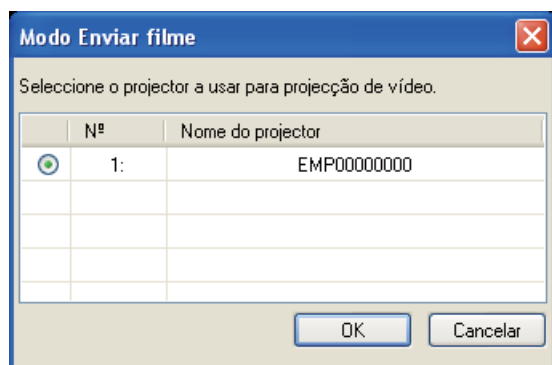 Modo Enviar filme
Seleccione o projector a usar para projecção de vídeo.
Nº Nome do projector
1: EMP00000000
OK Cancelar